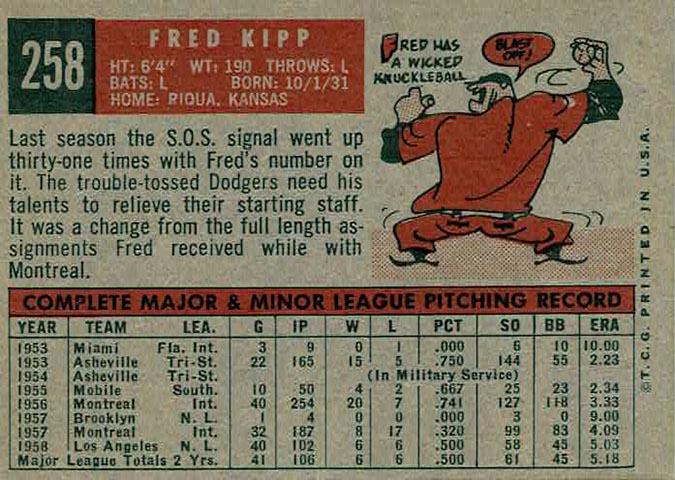 258
FRED KIPP
HT: 6'4" WT: 190 THROWS: L
BATS: L BORN: 10/1/31
HOME: PIQUA, KANSAS
Last season the S.O.S. signal went up
thirty-one times with Fred's number on
it. The trouble-tossed Dodgers need his
talents to relieve their starting staff.
It was a change from the full length as-
signments Fred received while with
Montreal.
FRED HAS
A WICKED
KNUCKLEBALL
BLAST
OFF!
COMPLETE MAJOR & MINOR LEAGUE PITCHING RECORD
YEAR TEAM LEA. G IP W L PCT SO BB ERA
1953 Miami Fla. Int. 3 9 0 1 .000 6 10 10.00
1953 Asheville Tri-St. 22 165 15 5 .750 144 55 2.23
1954 Asheville Tri-St. (In Military Service)
1955 Mobile South. 10 50 4 2 .667 25 23 2.34
1956 Montreal Int. 40 254 20 7 .741 127 118 3.33
1957 Brooklyn N. L. 1 4 0 0 .000 3 0 9.00
1957 Montreal Int. 32 187 8 17 .320 99 83 4.09
1958 Los Angeles N. L. 40 102 6 6 .500 58 45 5.03
Major League Totals 2 Yrs. 41 106 6 6 .500 61 45 5.18
©T.C.G. PRINTED IN U.S.A.